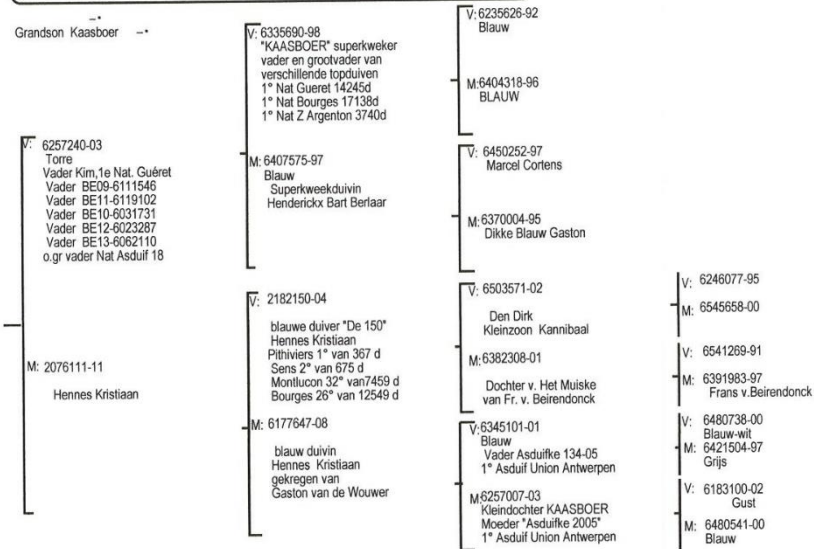 Grandson Kaasboer
V: 6257240-03
Torre
Vader Kim,1e Nat. Guéret
Vader BE09-6111546
Vader BE11-6119102
Vader BE10-6031731
Vader BE12-6023287
Vader BE13-6062110
o.gr vader Nat Asduif 18
M: 2076111-11
Hennes Kristiaan
V: 6335690-98
"KAASBOER" superkweker
vader en grootvader van
verschillende topduiven
1° Nat Gueret 14245d
1° Nat Bourges 17138d
1° Nat Z Argenton 3740d
M: 6407575-97
Blauw
Superkweekduivin
Henderickx Bart Berlaar
V: 2182150-04
blauwe duiver "De 150"
Hennes Kristiaan
Pithiviers 1° van 367 d
Sens 2° van 675 d
Montlucon 32° van7459 d
Bourges 26° van 12549 d
M: 6177647-08
blauw duivin
Hennes Kristiaan
gekregen van
Gaston van de Wouwer
V: 6235626-92
Blauw
M:6404318-96
BLAUW
V: 6450252-97
Marcel Cortens
M:6370004-95
Dikke Blauw Gaston
V: 6503571-02
Den Dirk
Kleinzoon Kannibaal
M:6382308-01
Dochter v. Het Muiske
van Fr. v. Beirendonck
V:6345101-01
Blauw
Vader Asduifke 134-05
1° Asduif Union Antwerpen
M:6257007-03
Kleindochter KAASBOER
Moeder "Asduifke 2005"
1° Asduif Union Antwerpen
V: 6246077-95
M: 6545658-00
V: 6541269-91
M: 6391983-97
Frans v.Beirendonck
V: 6480738-00
Blauw-wit
M: 6421504-97
Grijs
V: 6183100-02
Gust
M: 6480541-00
Blauw